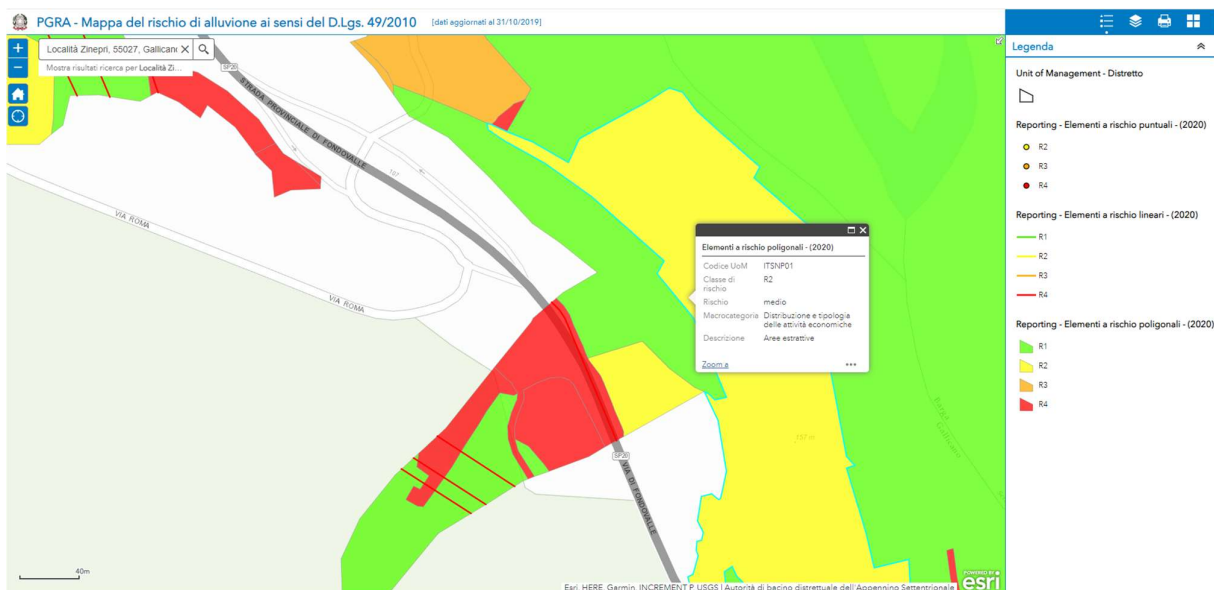 PGRA - Mappa del rischio di alluvione ai sensi del D.Lgs. 49/2010 [dati aggiornati al 31/10/2019]
Località Zinepri, 55027, Gallican
Mostra risultati ricerca per Località Zi...
SP20
STRADA PROVINCIALE DI FONDOVALLE
157
VIA ROMA
VIA ROMA
Elementi a rischio poligonali - (2020)
Codice UoM ITSNP01
Classe di rischio R2
Rischio medio
Macrocategoria Distribuzione e tipologia
delle attività economiche
Descrizione Aree estrattive
Zoom a
Barga
Gallicano
157 m
SP20
VIA DI FONDOVALLE
40m
Esri, HERE, Garmin, INCREMENT P, USGS | Autorità di bacino distrettuale dell'Appennino Settentrionale
POWERED BY
esri
Legenda
Unit of Management - Distretto
Reporting - Elementi a rischio puntuali - (2020)
R2
R3
R4
Reporting - Elementi a rischio lineari - (2020)
R1
R2
R3
R4
Reporting - Elementi a rischio poligonali - (2020)
R1
R2
R3
R4